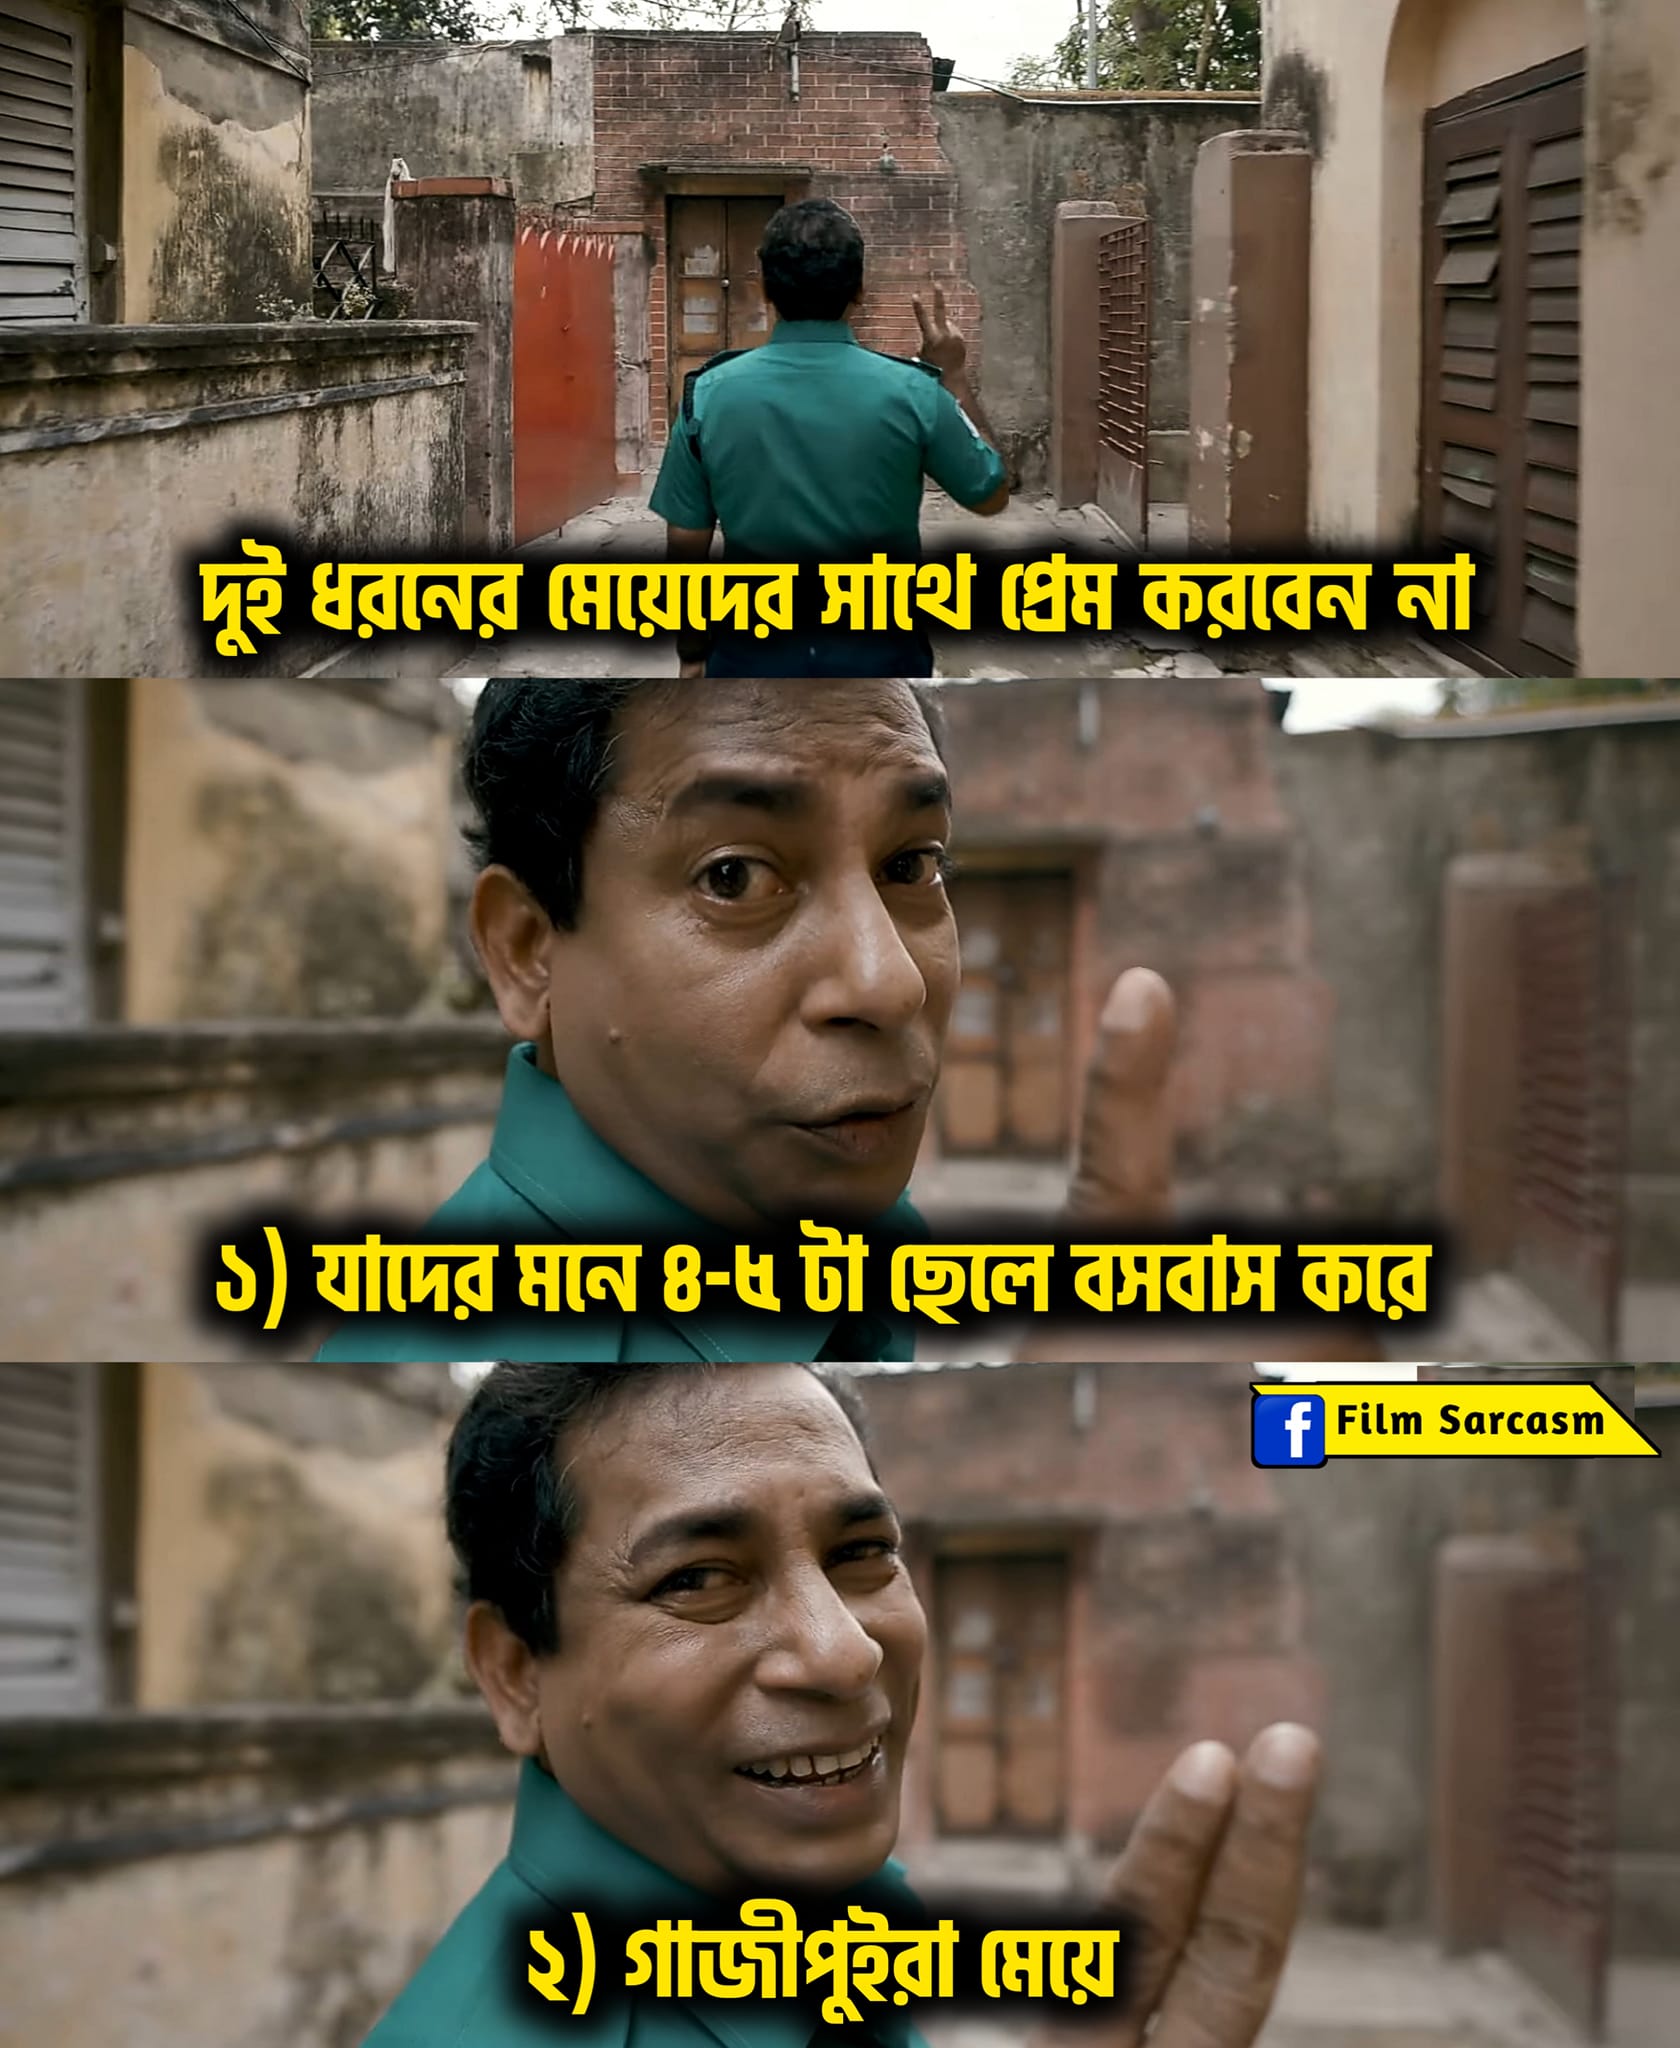 দুই ধরনের মেয়েদের সাথে প্রেম করবেন না
১) যাদের মনে ৪-৫ টা ছেলে বসবাস করে
Film Sarcasm
২) গাজীপুইরা মেয়ে